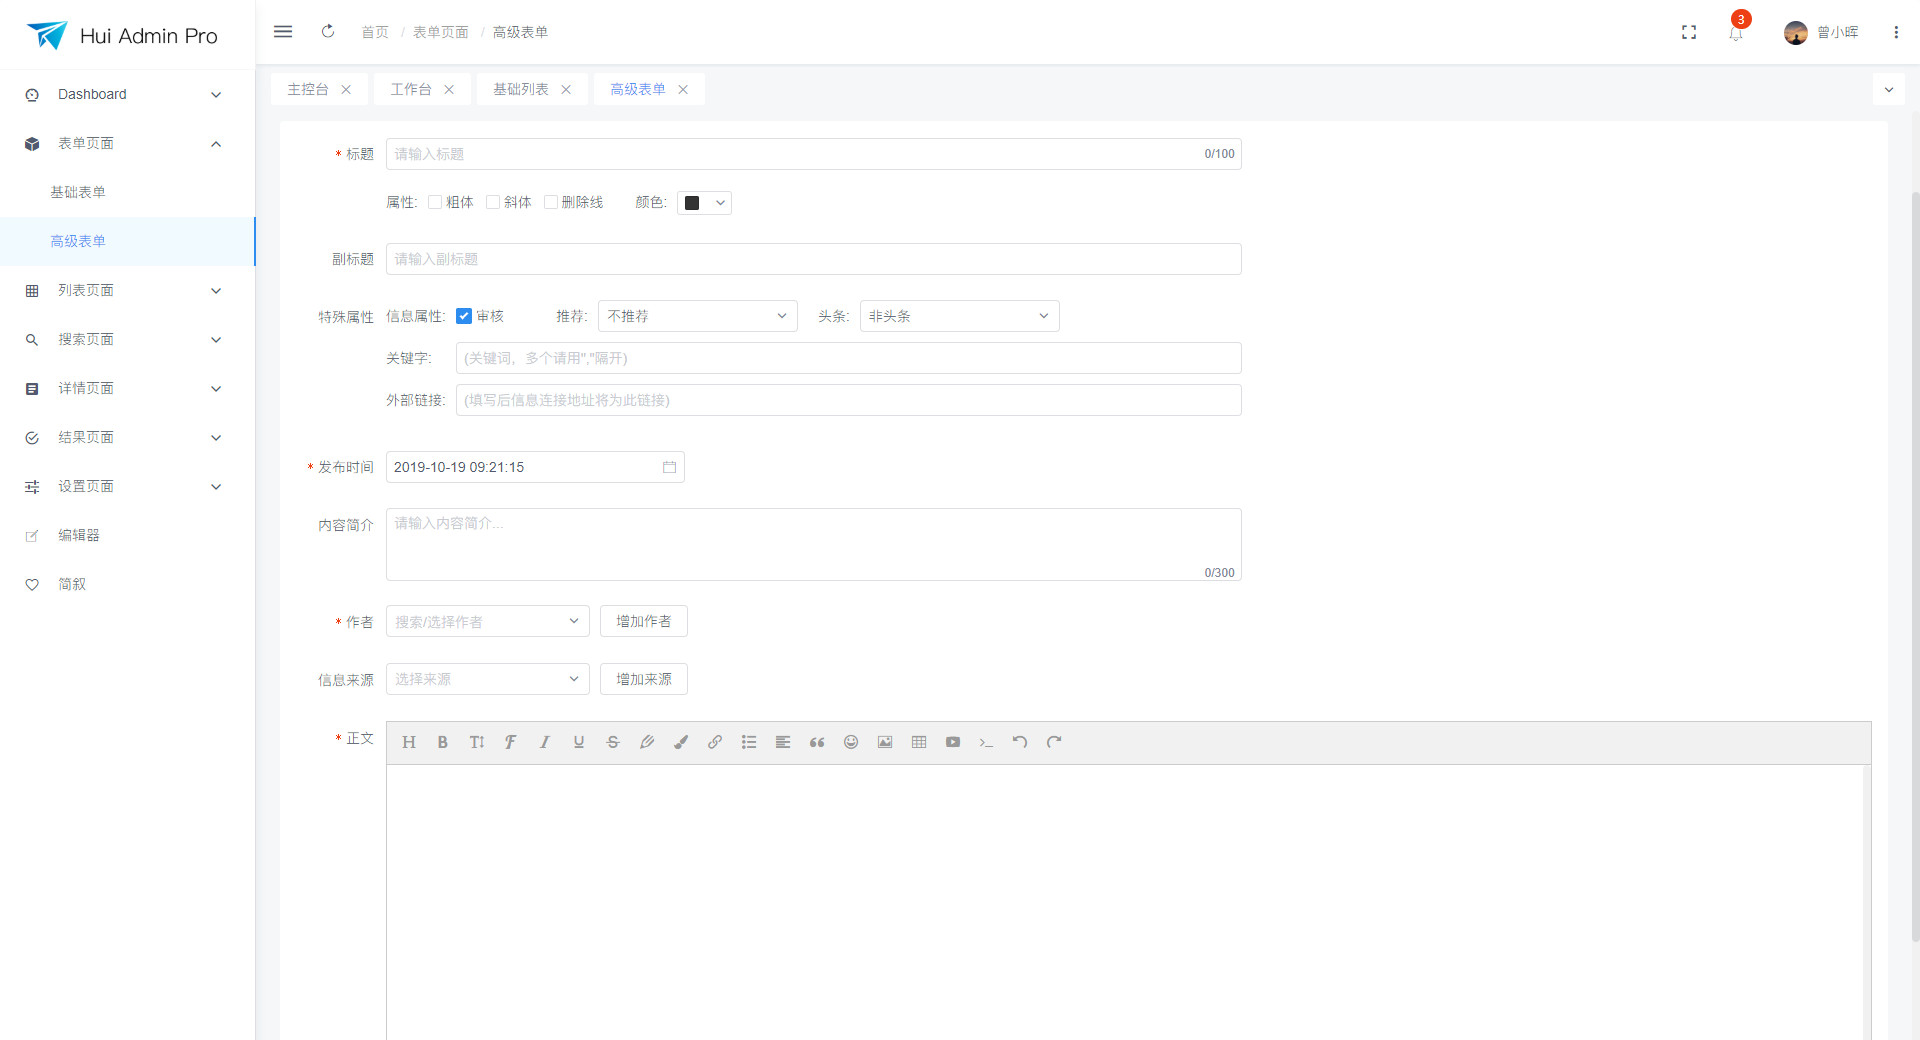 Hui Admin Pro
首页 / 表单页面 / 高级表单
3
曾小晖
Dashboard
表单页面
基础表单
高级表单
列表页面
搜索页面
详情页面
结果页面
设置页面
编辑器
简叙
主控台
工作台
基础列表
高级表单
* 标题 请输入标题 0/100
属性: 粗体 斜体 删除线 颜色:
副标题 请输入副标题
特殊属性 信息属性: 审核 推荐: 不推荐 头条: 非头条
关键字: (关键词，多个请用","隔开)
外部链接: (填写后信息连接地址将为此链接)
* 发布时间 2019-10-19 09:21:15
内容简介 请输入内容简介...
0/300
* 作者 搜索/选择作者 增加作者
信息来源 选择来源 增加来源
* 正文